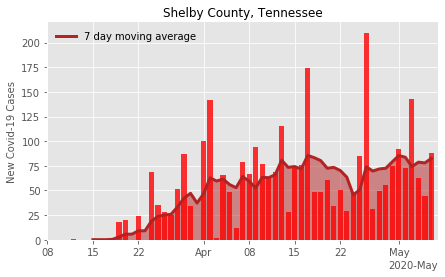 Shelby County, Tennessee
7 day moving average
New Covid-19 Cases
200
175
150
125
100
75
50
25
0
08 15 22 Apr 08 15 22 May
2020-May